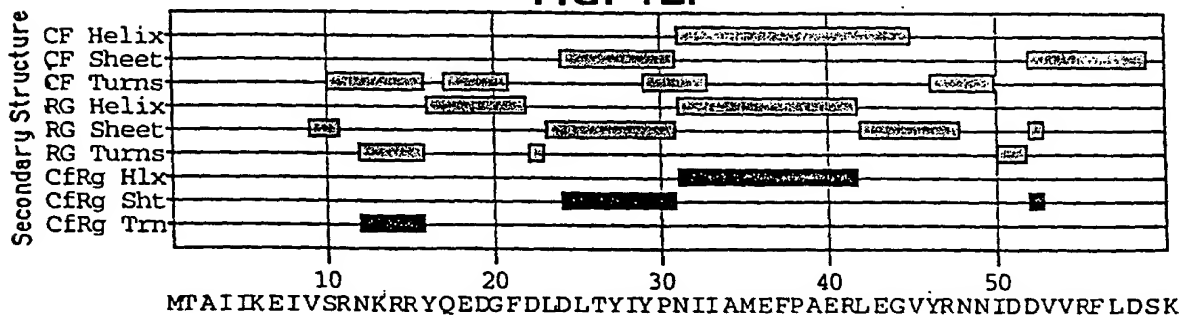 Secondary Structure
CF Helix
CF Sheet
CF Turns
RG Helix
RG Sheet
RG Turns
CfRg Hlx
CfRg Sht
CfRg Trn
10 20 30 40 50
MTAIIKEIVSRNKRRYQEDGFDLDLTYIYPNIIAMEFPAERLEGVYRNNIDDVVRFLDSK